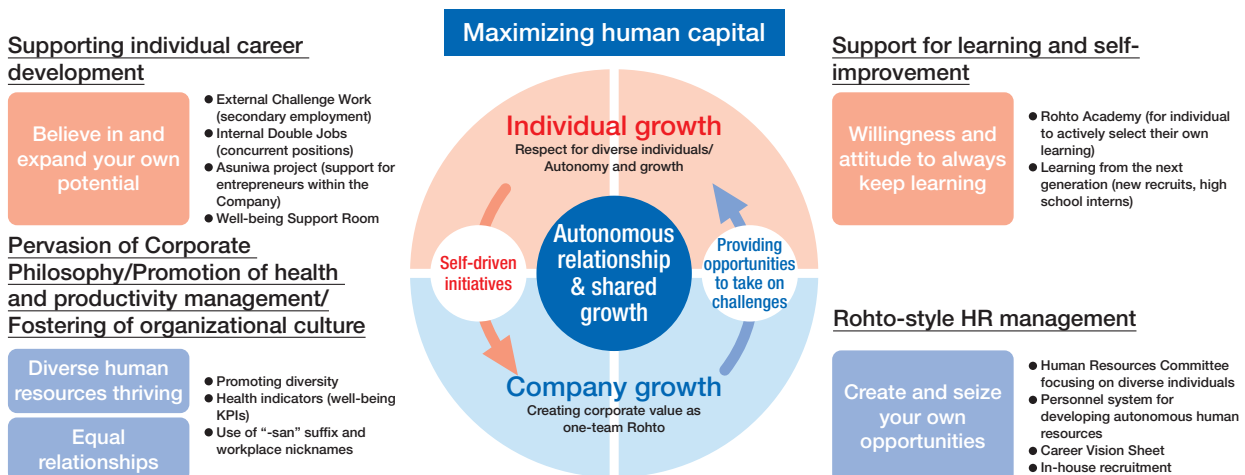 Maximizing human capital
Supporting individual career
development
Believe in and
expand your own
potential
● External Challenge Work
(secondary employment)
● Internal Double Jobs
(concurrent positions)
● Asuniwa project (support for
entrepreneurs within the
Company)
● Well-being Support Room
Pervasion of Corporate
Philosophy/Promotion of health
and productivity management/
Fostering of organizational culture
Diverse human
resources thriving
Equal
relationships
● Promoting diversity
● Health indicators (well-being
KPIs)
● Use of “-san” suffix and
workplace nicknames
Individual growth
Respect for diverse individuals/
Autonomy and growth
Self-driven
initiatives
Autonomous
relationship
& shared
growth
Providing
opportunities
to take on
challenges
Company growth
Creating corporate value as
one-team Rohto
Support for learning and self-
improvement
Willingness and
attitude to always
keep learning
● Rohto Academy (for individual
to actively select their own
learning)
● Learning from the next
generation (new recruits, high
school interns)
Rohto-style HR management
Create and seize
your own
opportunities
● Human Resources Committee
focusing on diverse individuals
● Personnel system for
developing autonomous human
resources
● Career Vision Sheet
● In-house recruitment